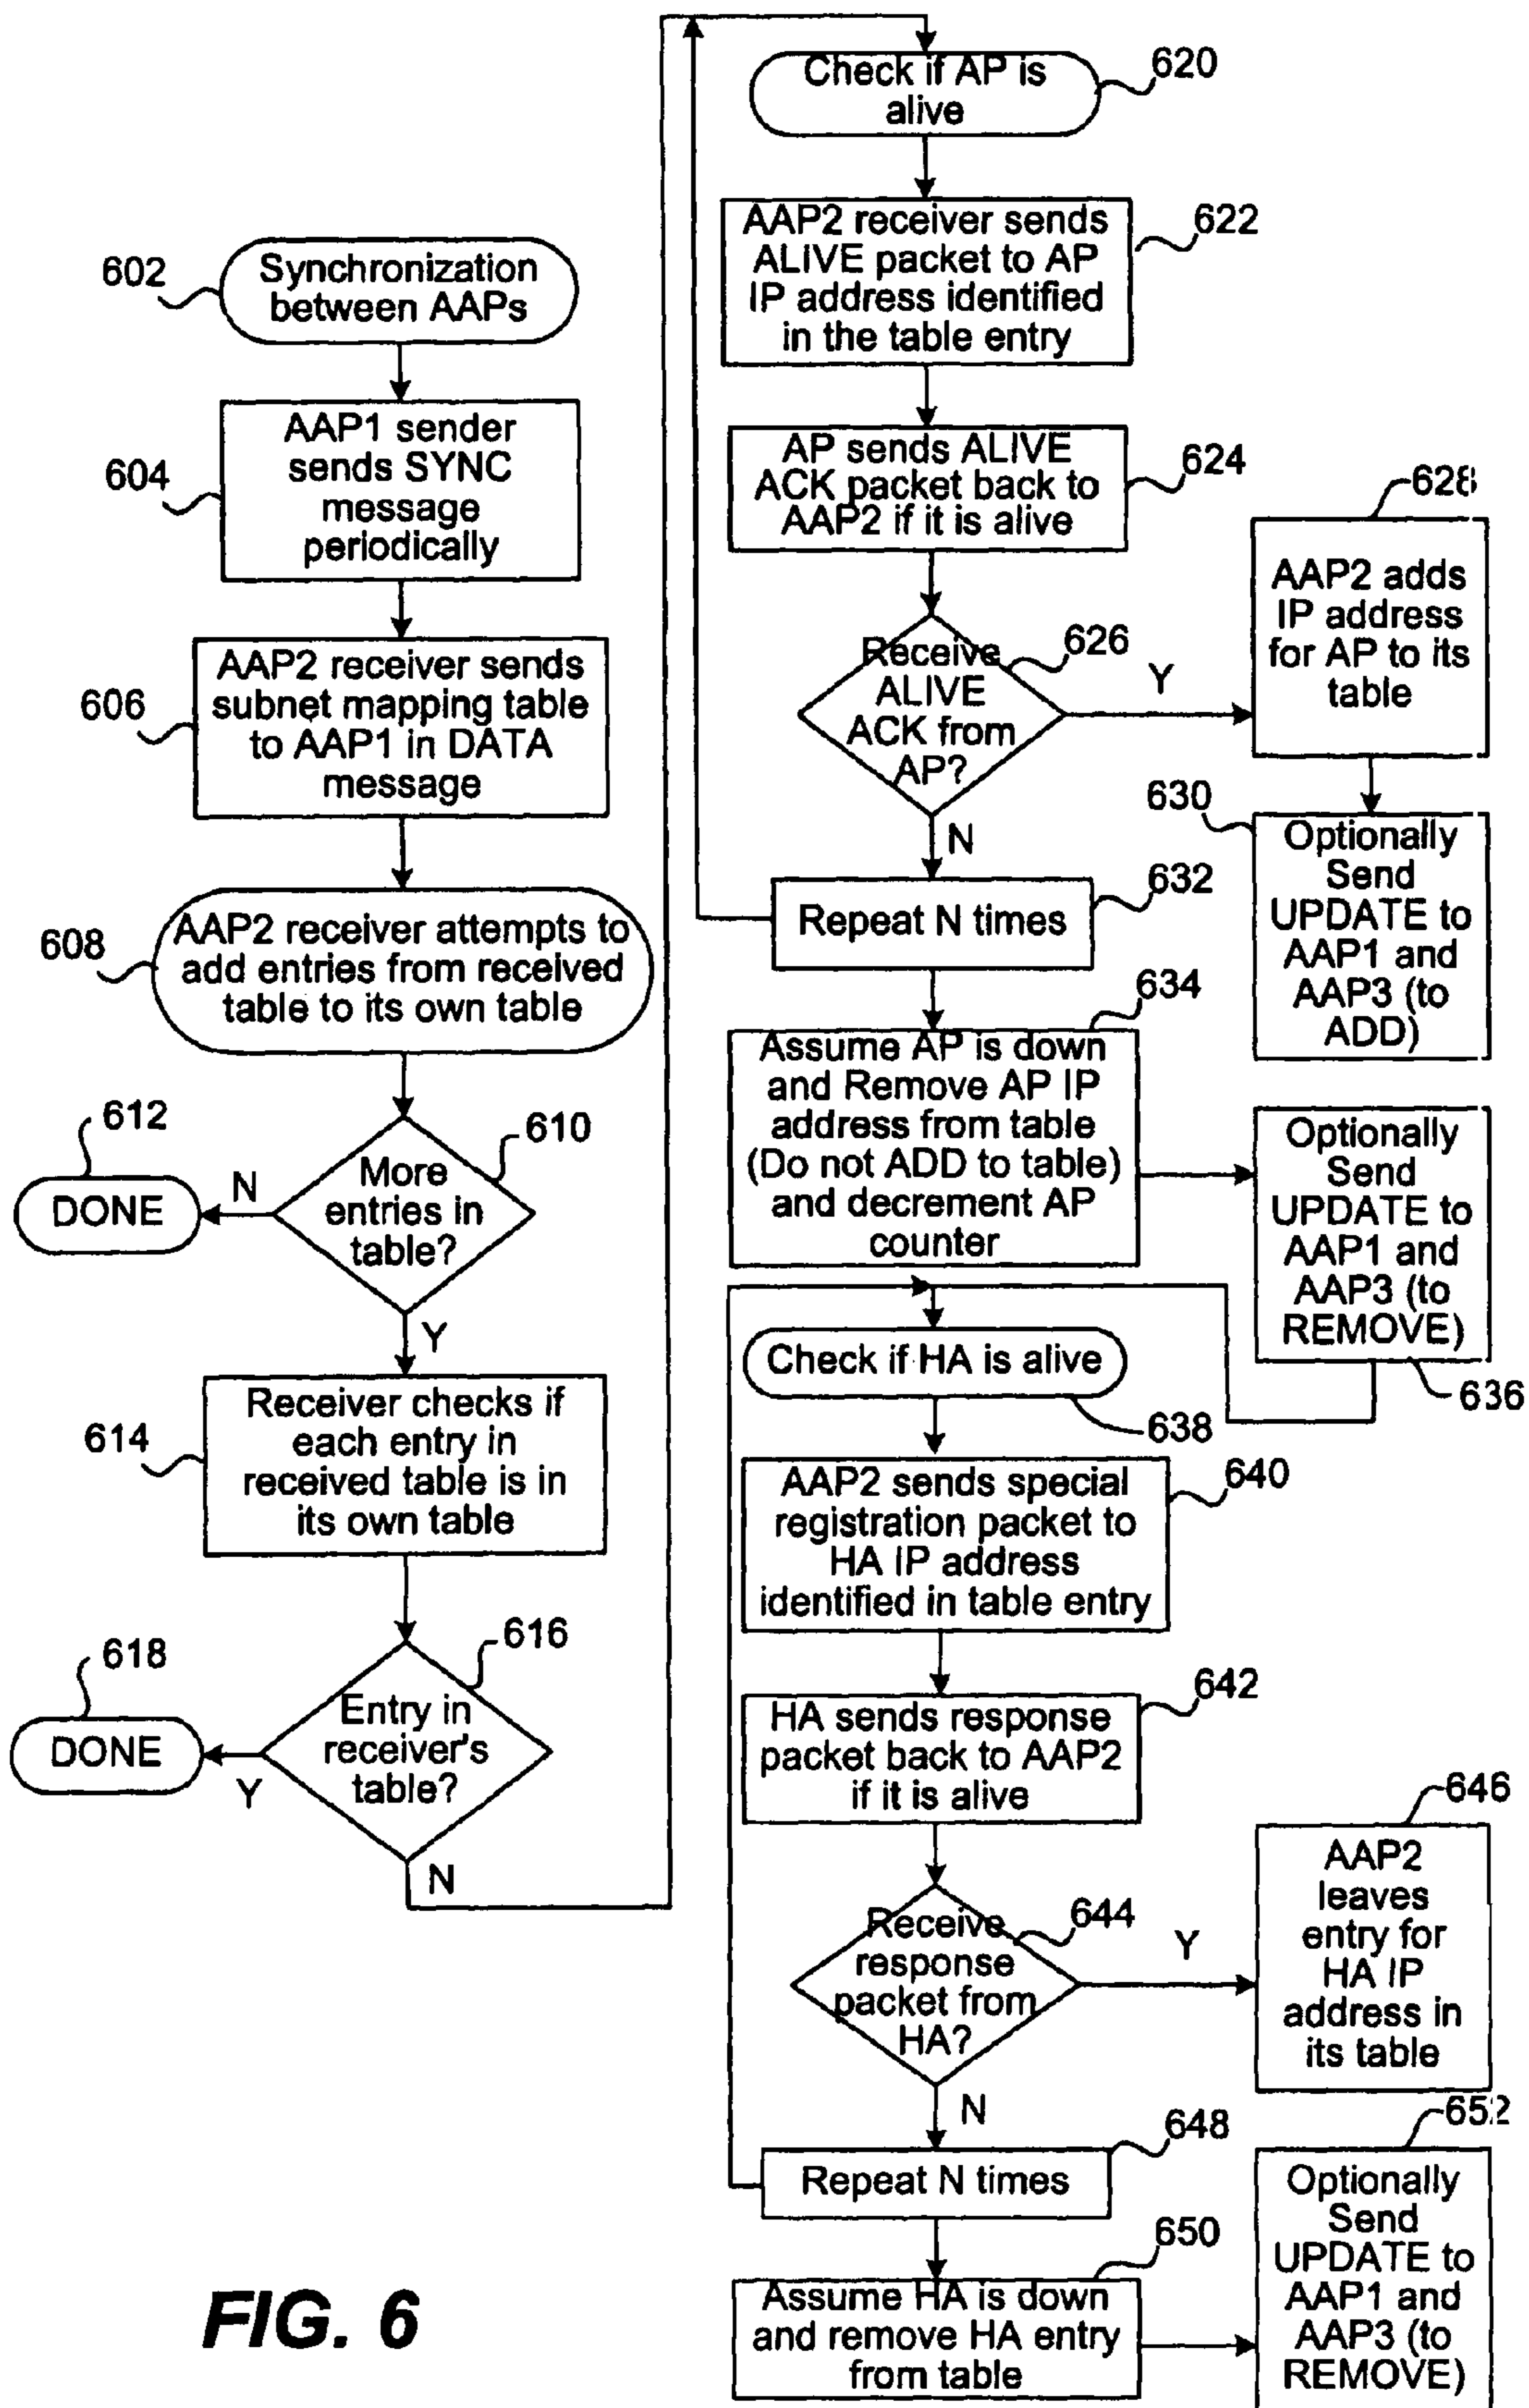 602
Synchronization
between AAPs
604
AAP1 sender
sends SYNC
message
periodically
606
AAP2 receiver sends
subnet mapping table
to AAP1 in DATA
message
608
AAP2 receiver attempts to
add entries from received
table to its own table
610
More
entries in
table?
N
612
DONE
Y
614
Receiver checks if
each entry in
received table is in
its own table
616
Entry in
receiver's
table?
Y
618
DONE
N
620
Check if AP is
alive
622
AAP2 receiver sends
ALIVE packet to AP
IP address identified
in the table entry
624
AP sends ALIVE
ACK packet back to
AAP2 if it is alive
626
Receive
ALIVE
ACK from
AP?
Y
628
AAP2 adds
IP address
for AP to its
table
630
Optionally
Send
UPDATE to
AAP1 and
AAP3 (to
ADD)
N
632
Repeat N times
634
Assume AP is down
and Remove AP IP
address from table
(Do not ADD to table)
and decrement AP
counter
Optionally
Send
UPDATE to
AAP1 and
AAP3 (to
REMOVE)
636
Check if HA is alive
638
640
AAP2 sends special
registration packet to
HA IP address
identified in table entry
642
HA sends response
packet back to AAP2
if it is alive
644
Receive
response
packet from
HA?
Y
646
AAP2
leaves
entry for
HA IP
address in
its table
N
648
Repeat N times
650
Assume HA is down
and remove HA entry
from table
652
Optionally
Send
UPDATE to
AAP1 and
AAP3 (to
REMOVE)
FIG. 6